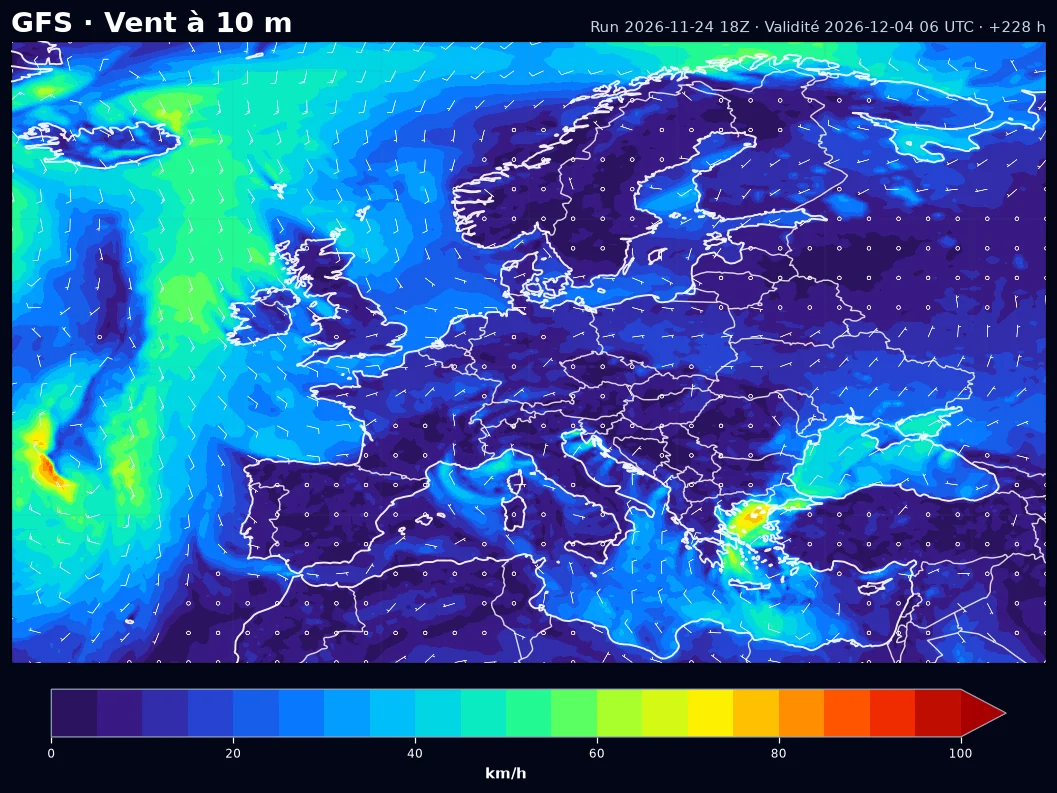 GFS · Vent à 10 m
Run 2026-11-24 18Z · Validité 2026-12-04 06 UTC · +228 h
0 20 40 60 80 100
km/h